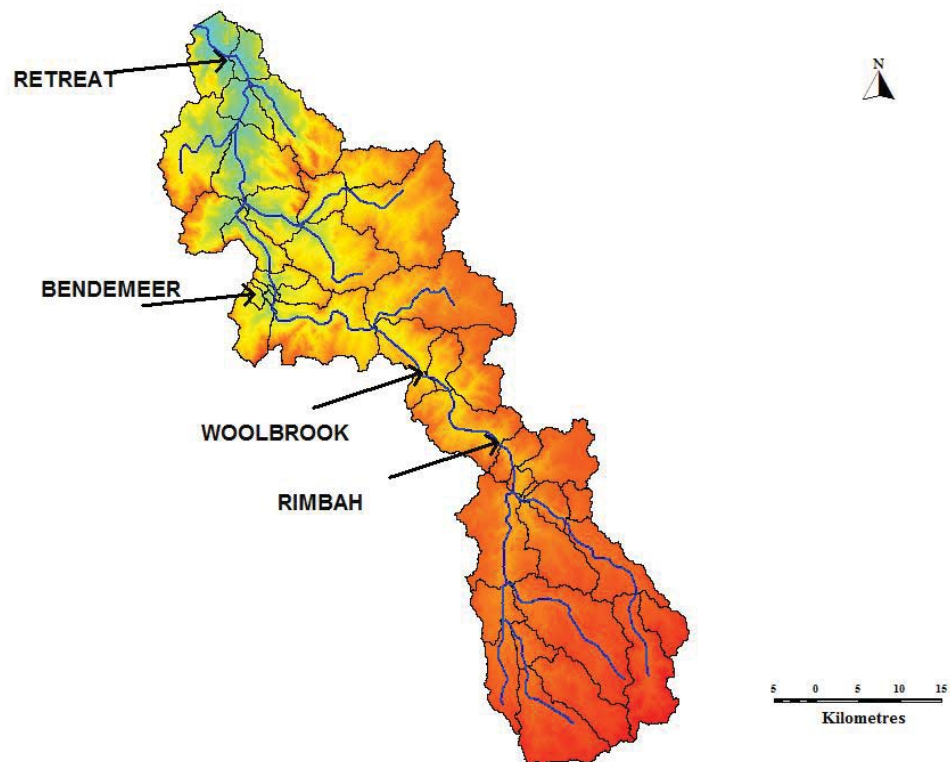 RETREAT
N
BENDEMEER
WOOLBROOK
RIMBAH
5 0 5 10 15
Kilometres